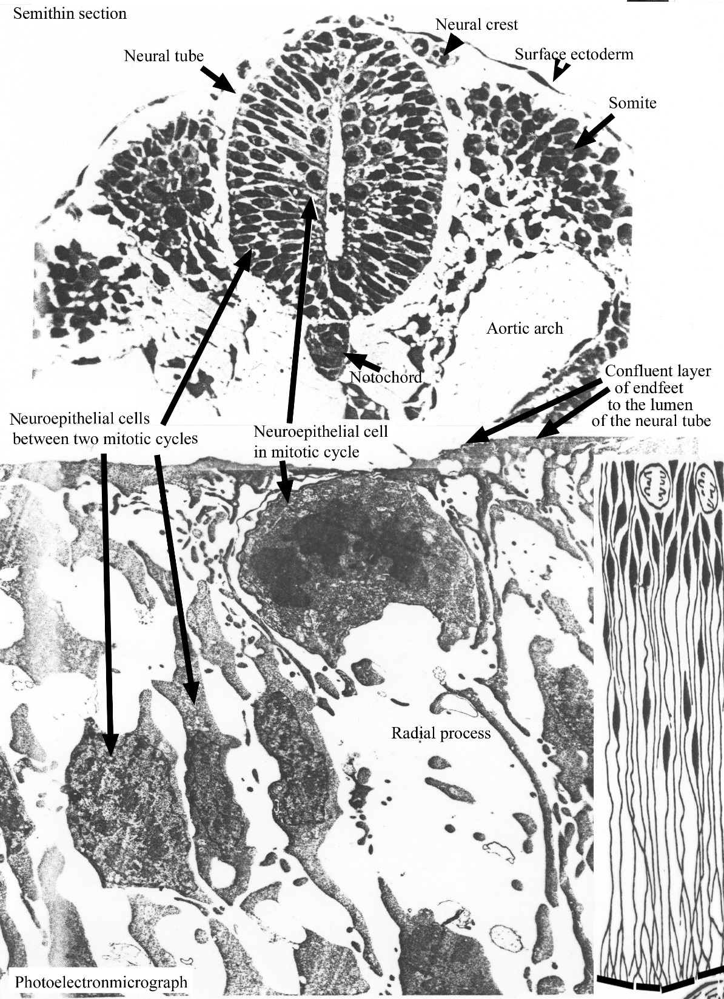 Semithin section
Neural crest
Neural tube
Surface ectoderm
Somite
Aortic arch
Notochord
Confluent layer
of endfeet
to the lumen
of the neural tube
Neuroepithelial cells
between two mitotic cycles
Neuroepithelial cell
in mitotic cycle
Radial process
Photoelectronmicrograph